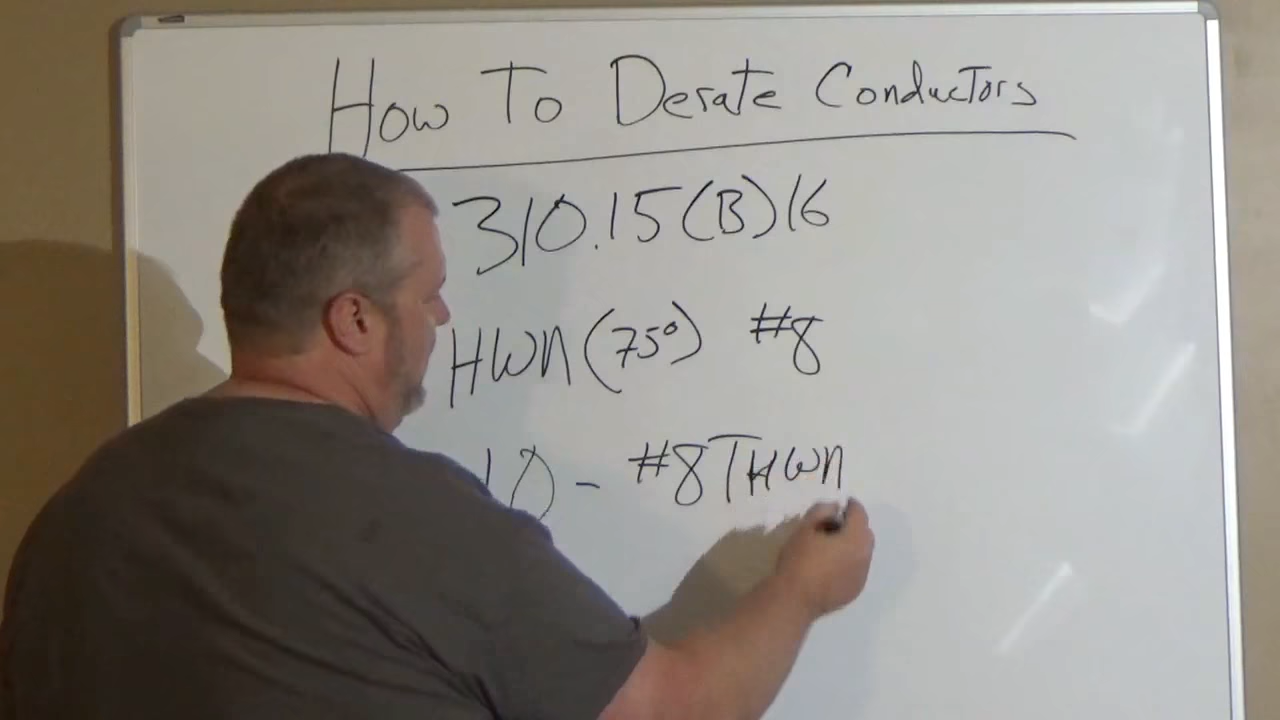 How To Derate Conductors
310.15(B)16
HWN (75°) #8
10 - #8 THWN